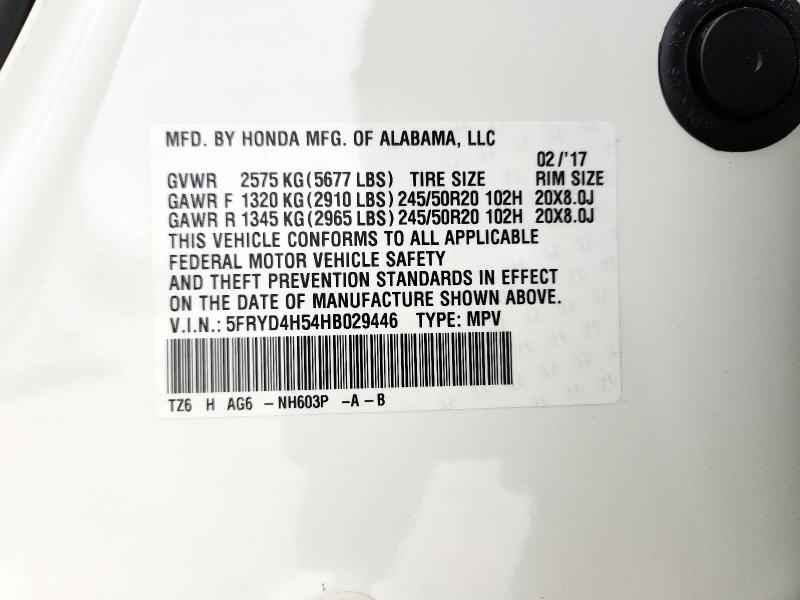 MFD. BY HONDA MFG. OF ALABAMA, LLC
02/'17
GVWR 2575 KG (5677 LBS) TIRE SIZE RIM SIZE
GAWR F 1320 KG (2910 LBS) 245/50R20 102H 20X8.0J
GAWR R 1345 KG (2965 LBS) 245/50R20 102H 20X8.0J
THIS VEHICLE CONFORMS TO ALL APPLICABLE
FEDERAL MOTOR VEHICLE SAFETY
AND THEFT PREVENTION STANDARDS IN EFFECT
ON THE DATE OF MANUFACTURE SHOWN ABOVE.
V.I.N.: 5FRYD4H54HB029446 TYPE: MPV
TZ6 H AG6 - NH603P -A - B